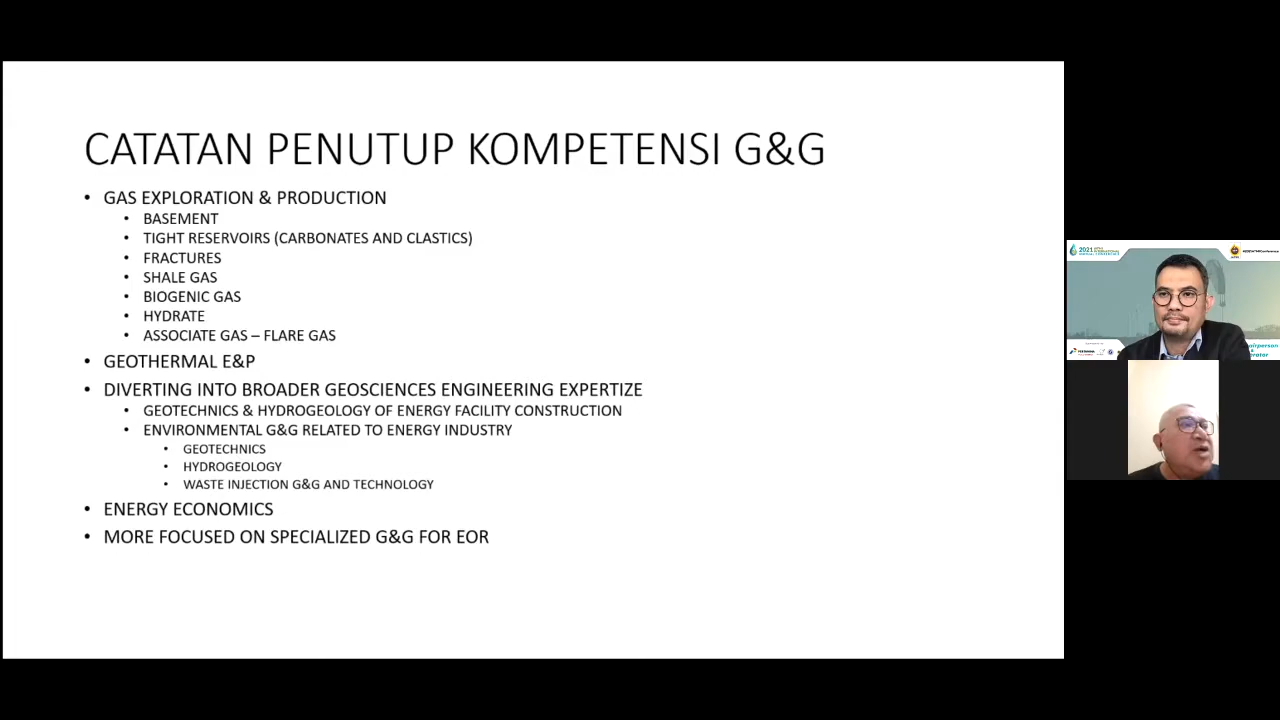 CATATAN PENUTUP KOMPETENSI G&G
• GAS EXPLORATION & PRODUCTION
• BASEMENT
• TIGHT RESERVOIRS (CARBONATES AND CLASTICS)
• FRACTURES
• SHALE GAS
• BIOGENIC GAS
• HYDRATE
• ASSOCIATE GAS – FLARE GAS
• GEOTHERMAL E&P
• DIVERTING INTO BROADER GEOSCIENCES ENGINEERING EXPERTIZE
• GEOTECHNICS & HYDROGEOLOGY OF ENERGY FACILITY CONSTRUCTION
• ENVIRONMENTAL G&G RELATED TO ENERGY INDUSTRY
• GEOTECHNICS
• HYDROGEOLOGY
• WASTE INJECTION G&G AND TECHNOLOGY
• ENERGY ECONOMICS
• MORE FOCUSED ON SPECIALIZED G&G FOR EOR
2021